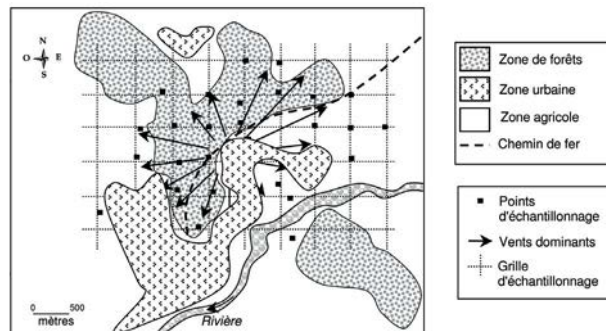 N
O E
S
0 500
mètres
Rivière
Zone de forêts
Zone urbaine
Zone agricole
Chemin de fer
Points
d'échantillonnage
Vents dominants
Grille
d'échantillonnage